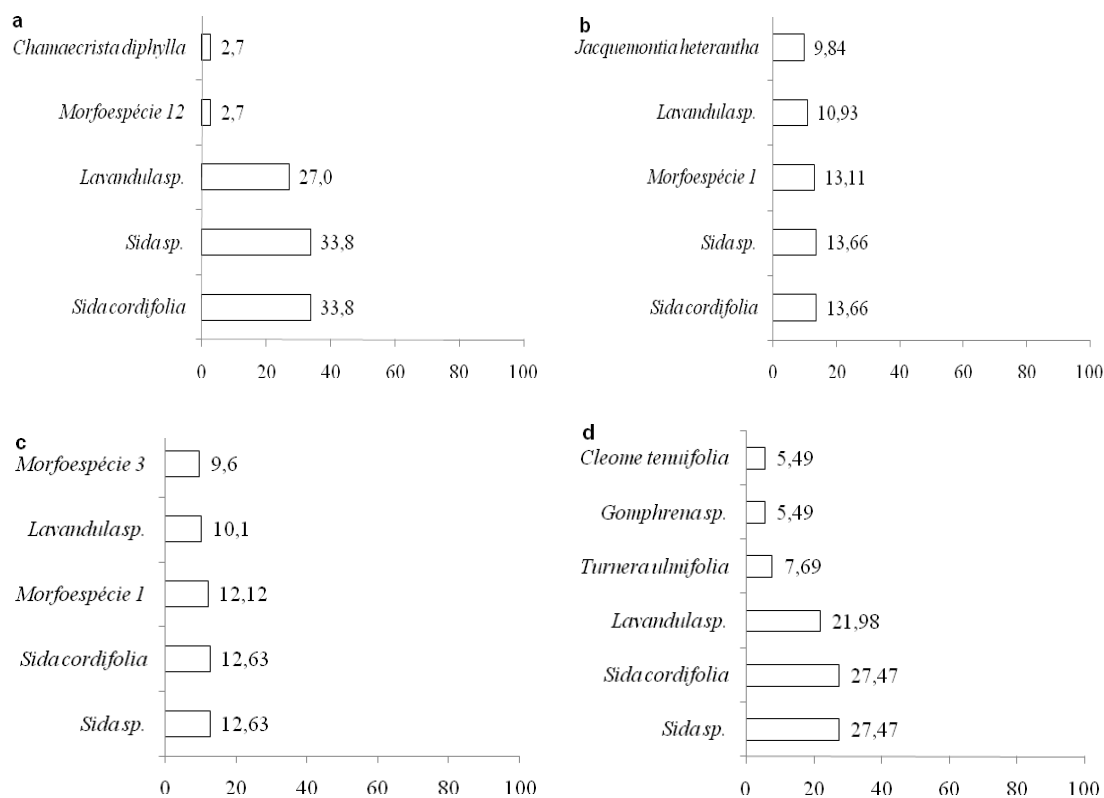 a
Chamaecrista diphylla 2,7
Morfoespécie 12 2,7
Lavandula sp. 27,0
Sida sp. 33,8
Sida cordifolia 33,8
0 20 40 60 80 100
b
Jacquemontia heterantha 9,84
Lavandula sp. 10,93
Morfoespécie 1 13,11
Sida sp. 13,66
Sida cordifolia 13,66
0 20 40 60 80 100
c
Morfoespécie 3 9,6
Lavandula sp. 10,1
Morfoespécie 1 12,12
Sida cordifolia 12,63
Sida sp. 12,63
0 20 40 60 80 100
d
Cleome tenuifolia 5,49
Gomphrena sp. 5,49
Turnera ulmifolia 7,69
Lavandula sp. 21,98
Sida cordifolia 27,47
Sida sp. 27,47
0 20 40 60 80 100